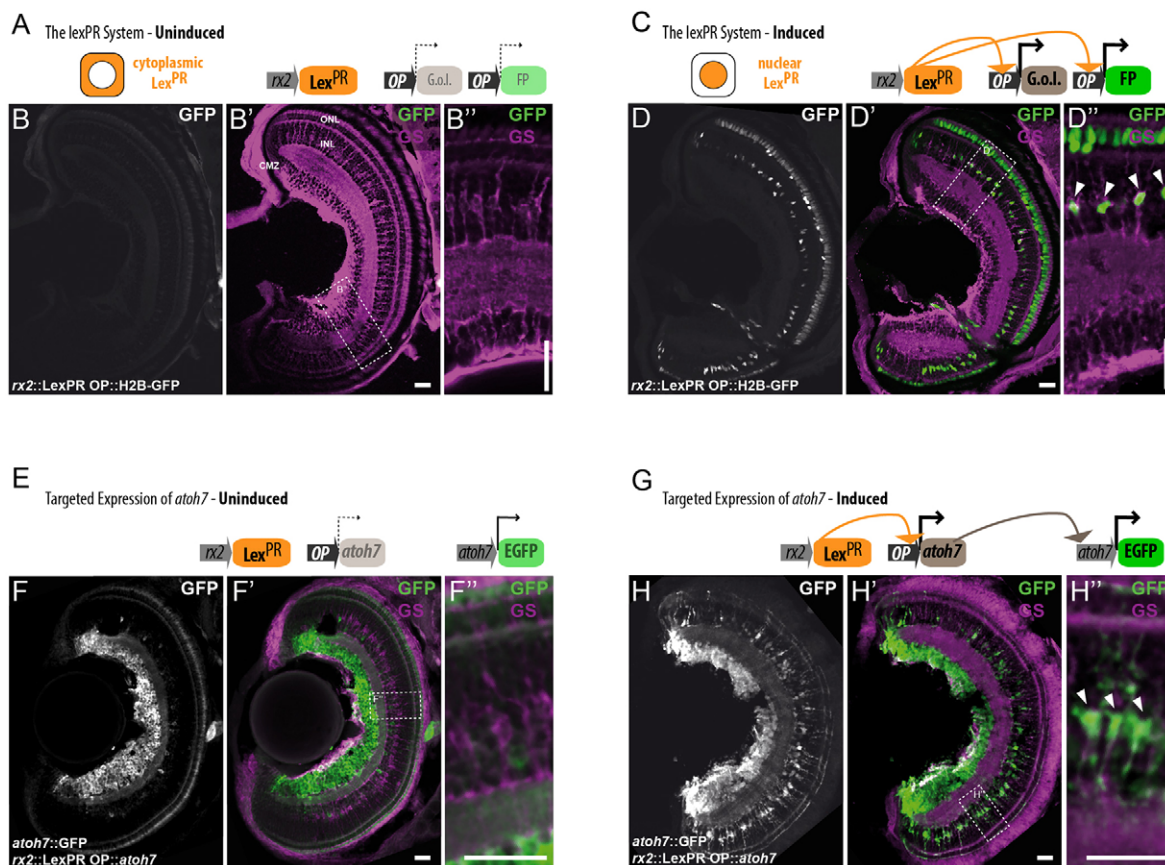 A
The lexPR System - Uninduced
cytoplasmic
LexPR
rx2 LexPR OP G.o.I. OP FP
B GFP
rx2::LexPR OP::H2B-GFP
B' GFP
GS
ONL
INL
CMZ
B''
B'' GFP
GS
C
The lexPR System - Induced
nuclear
LexPR
rx2 LexPR OP G.o.I. OP FP
D GFP
rx2::LexPR OP::H2B-GFP
D' GFP
GS
D''
D'' GFP
GS
E
Targeted Expression of atoh7 - Uninduced
rx2 LexPR OP atoh7 atoh7 EGFP
F GFP
atoh7::GFP
rx2::LexPR OP::atoh7
F' GFP
GS
F''
F'' GFP
GS
G
Targeted Expression of atoh7 - Induced
rx2 LexPR OP atoh7 atoh7 EGFP
H GFP
atoh7::GFP
rx2::LexPR OP::atoh7
H' GFP
GS
H''
H'' GFP
GS